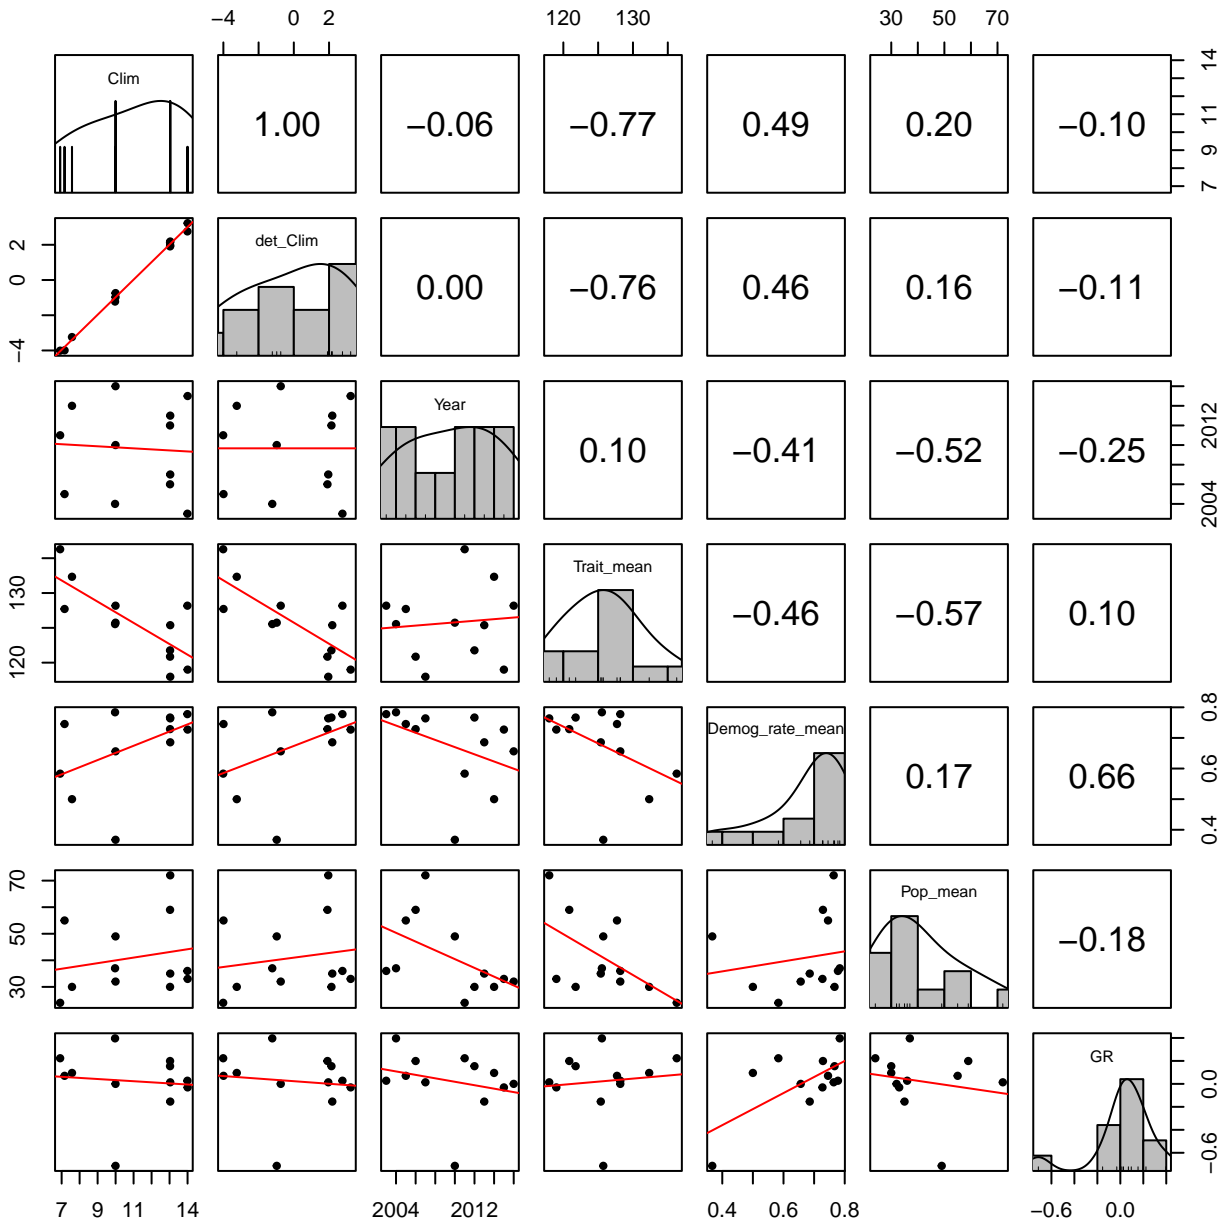 −4 0 2 120 130 30 50 70
Clim 1.00 −0.06 −0.77 0.49 0.20 −0.10 7 9 11 14
−4 0 2 det_Clim 0.00 −0.76 0.46 0.16 −0.11
Year 0.10 −0.41 −0.52 −0.25 2004 2012
120 130 Trait_mean −0.46 −0.57 0.10
Demog_rate_mean 0.17 0.66 0.4 0.6 0.8
30 50 70 Pop_mean −0.18
GR −0.6 0.0
7 9 11 14 2004 2012 0.4 0.6 0.8 −0.6 0.0